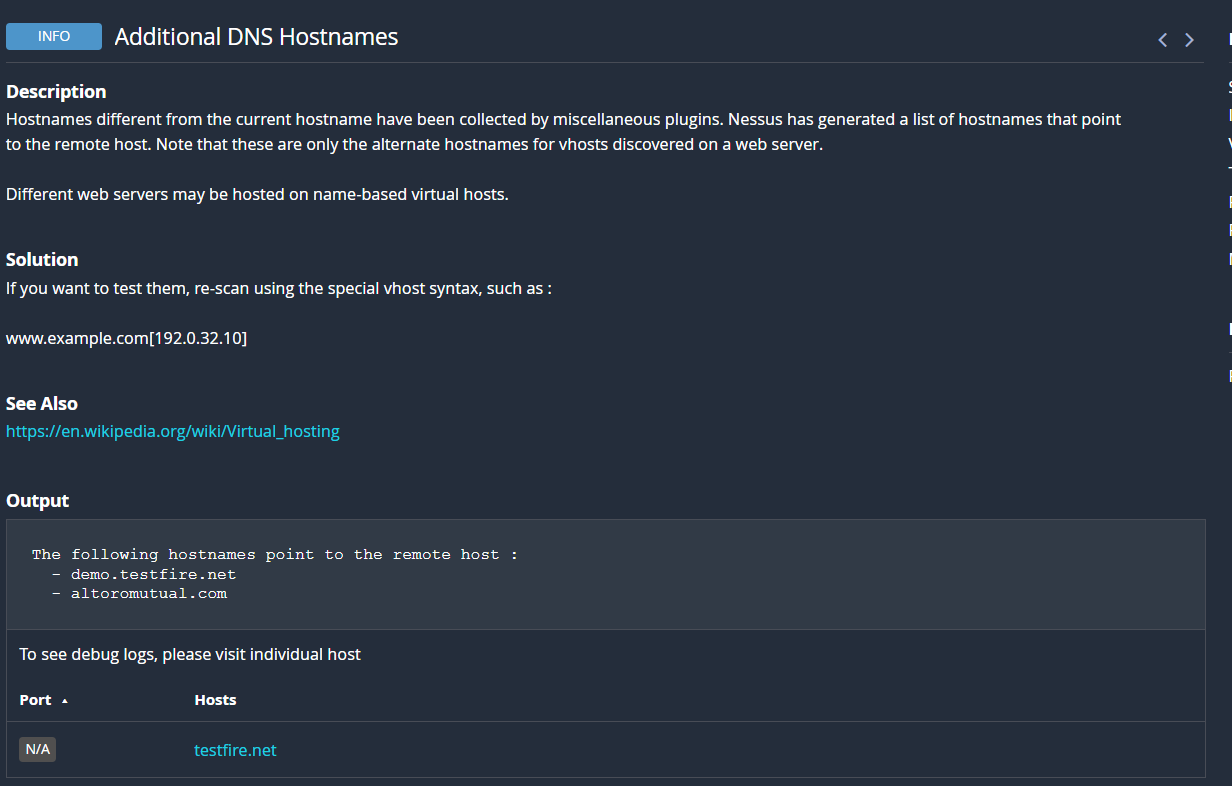 INFO Additional DNS Hostnames
Description
Hostnames different from the current hostname have been collected by miscellaneous plugins. Nessus has generated a list of hostnames that point
to the remote host. Note that these are only the alternate hostnames for vhosts discovered on a web server.
Different web servers may be hosted on name-based virtual hosts.
Solution
If you want to test them, re-scan using the special vhost syntax, such as :
www.example.com[192.0.32.10]
See Also
https://en.wikipedia.org/wiki/Virtual_hosting
Output
The following hostnames point to the remote host :
- demo.testfire.net
- altoromutual.com
To see debug logs, please visit individual host
Port ▲ Hosts
N/A testfire.net